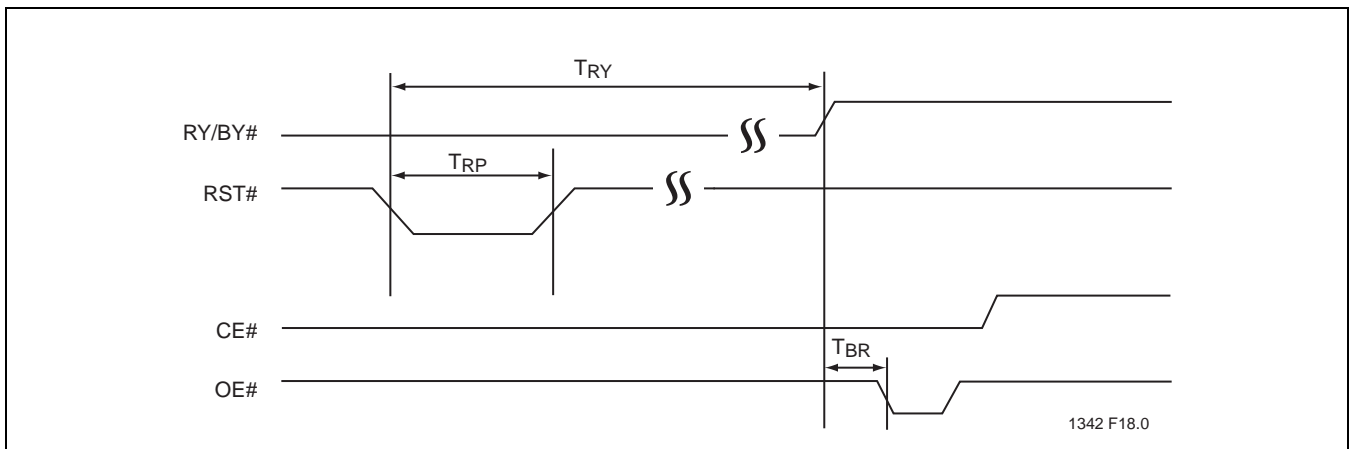 TRY
RY/BY#
TRP
RST#
CE#
TBR
OE#
1342 F18.0